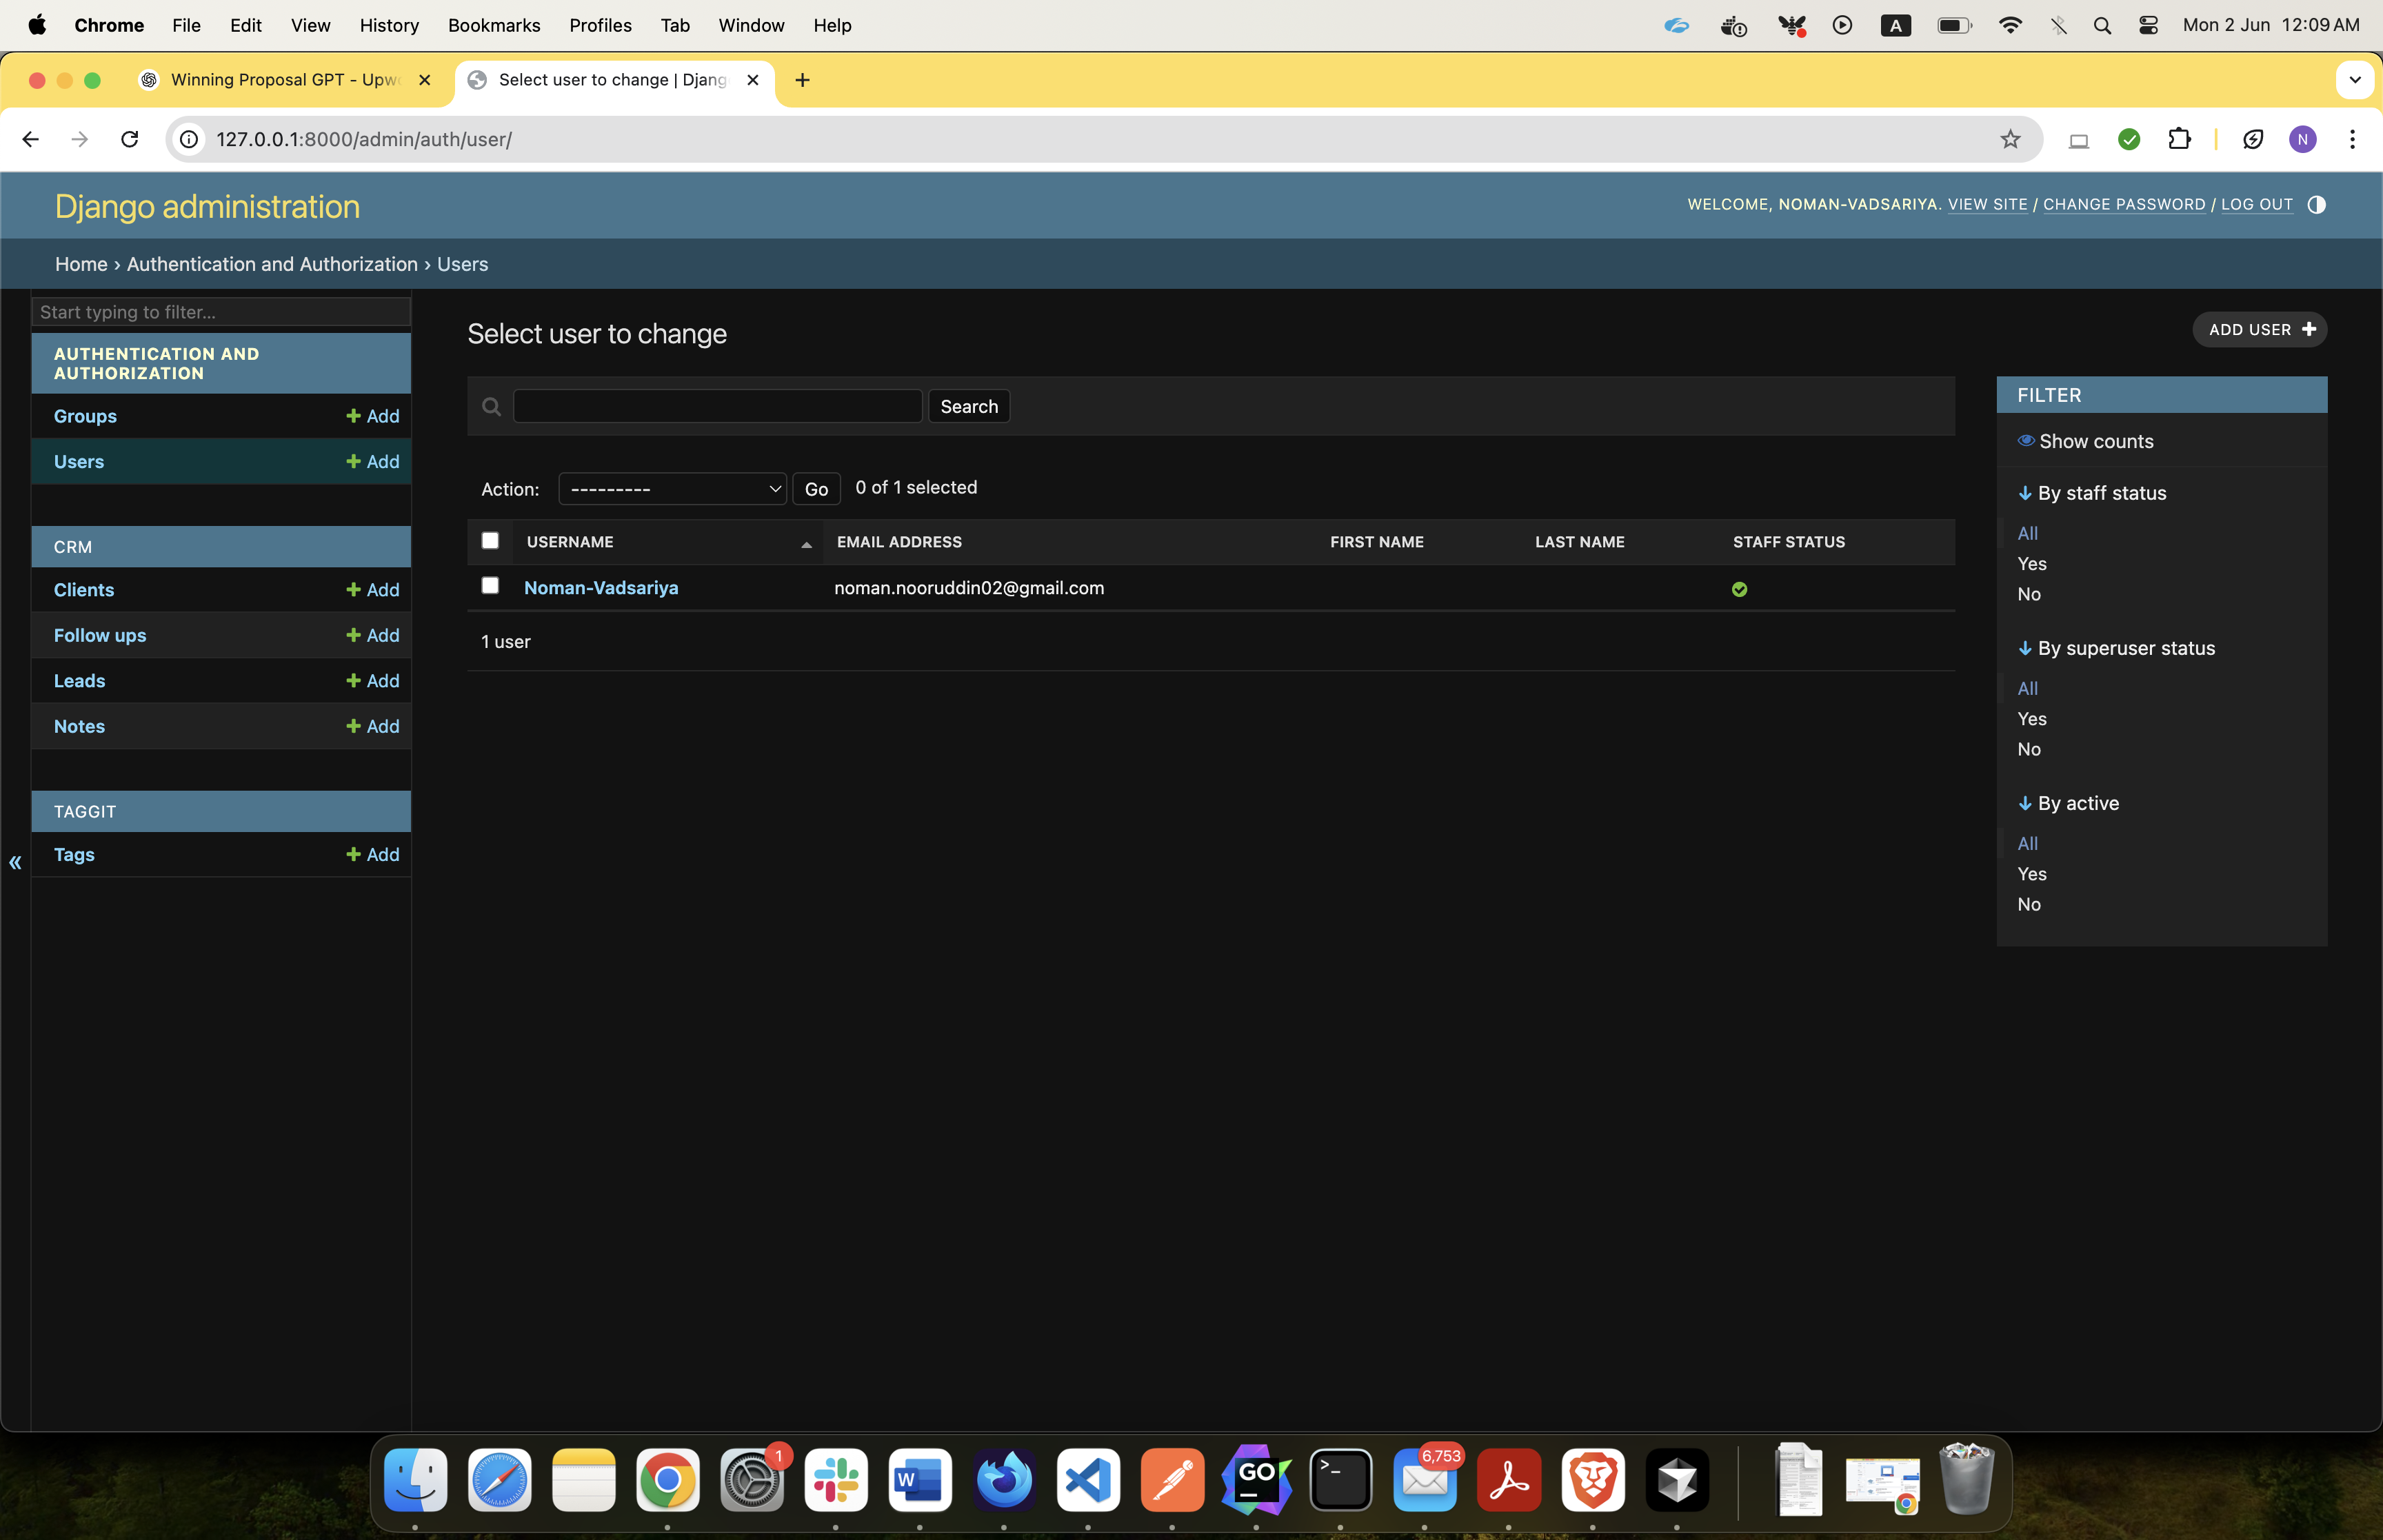 Chrome File Edit View History Bookmarks Profiles Tab Window Help A Mon 2 Jun 12:09 AM
Winning Proposal GPT - Upwo Select user to change | Djang
127.0.0.1:8000/admin/auth/user/ N
Django administration
WELCOME, NOMAN-VADSARIYA. VIEW SITE / CHANGE PASSWORD / LOG OUT
Home › Authentication and Authorization › Users
Start typing to filter...
AUTHENTICATION AND
AUTHORIZATION
Groups Add
Users Add
CRM
Clients Add
Follow ups Add
Leads Add
Notes Add
TAGGIT
Tags Add
«
Select user to change
ADD USER
Search
Action: --------- Go 0 of 1 selected
USERNAME EMAIL ADDRESS FIRST NAME LAST NAME STAFF STATUS
Noman-Vadsariya noman.nooruddin02@gmail.com
1 user
FILTER
Show counts
By staff status
All
Yes
No
By superuser status
All
Yes
No
By active
All
Yes
No
1 W GO >_ 6,753